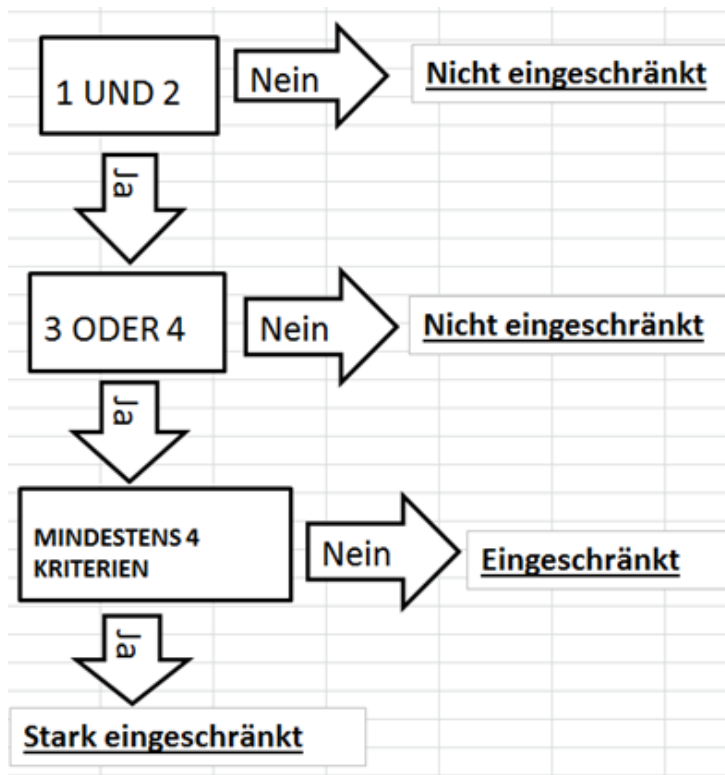 1 UND 2
Nein
Nicht eingeschränkt
Ja
3 ODER 4
Nein
Nicht eingeschränkt
Ja
MINDESTENS 4
KRITERIEN
Nein
Eingeschränkt
Ja
Stark eingeschränkt